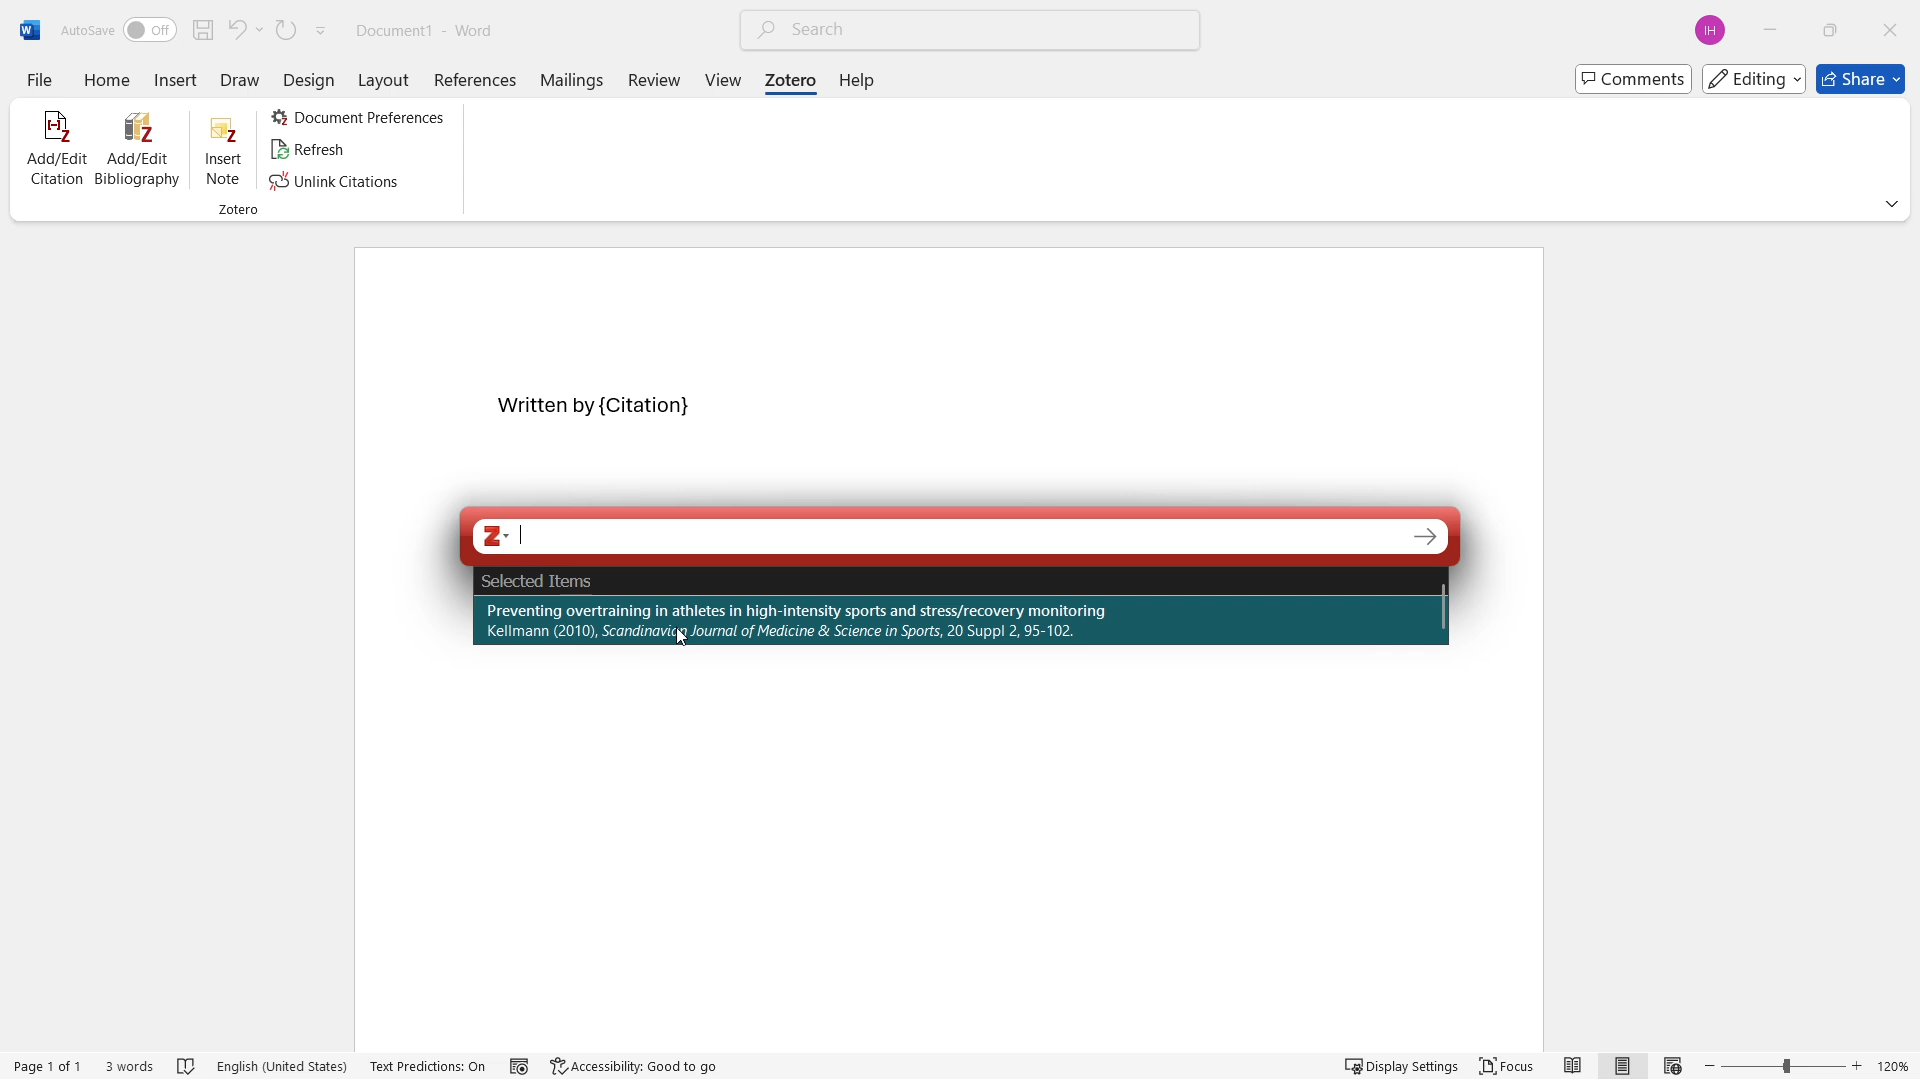 AutoSave Off Document1 - Word Search IH
File Home Insert Draw Design Layout References Mailings Review View Zotero Help Comments Editing Share
Add/Edit Citation
Add/Edit Bibliography
Insert Note
Document Preferences
Refresh
Unlink Citations
Zotero
Written by {Citation}
Z
Selected Items
Preventing overtraining in athletes in high-intensity sports and stress/recovery monitoring
Kellmann (2010), Scandinavian Journal of Medicine & Science in Sports, 20 Suppl 2, 95-102.
Page 1 of 1 3 words English (United States) Text Predictions: On Accessibility: Good to go Display Settings Focus 120%